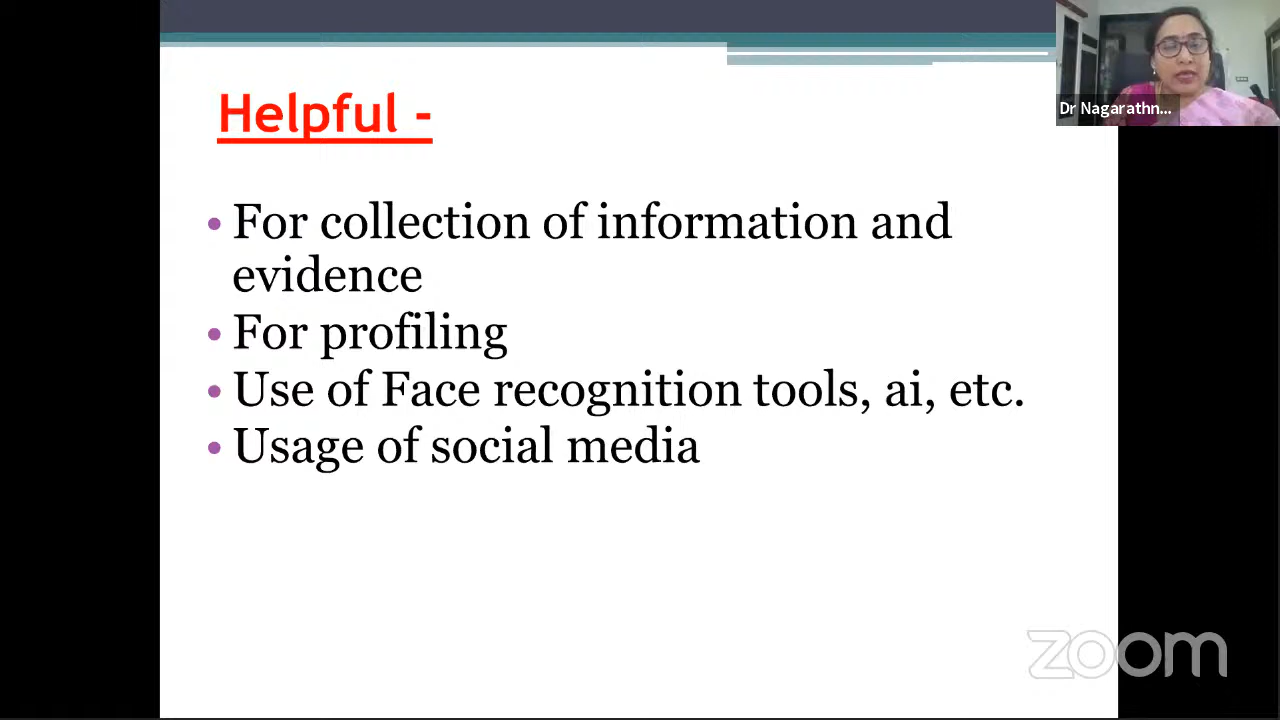 Helpful -
Dr Nagarathn...
• For collection of information and
evidence
• For profiling
• Use of Face recognition tools, ai, etc.
• Usage of social media
zoom